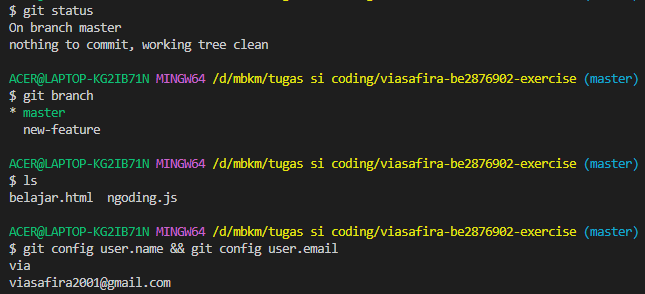 $ git status
On branch master
nothing to commit, working tree clean
ACER@LAPTOP-KG2IB71N MINGW64 /d/mbkm/tugas si coding/viasafira-be2876902-exercise (master)
$ git branch
* master
  new-feature
ACER@LAPTOP-KG2IB71N MINGW64 /d/mbkm/tugas si coding/viasafira-be2876902-exercise (master)
$ ls
belajar.html  ngoding.js
ACER@LAPTOP-KG2IB71N MINGW64 /d/mbkm/tugas si coding/viasafira-be2876902-exercise (master)
$ git config user.name && git config user.email
via
viasafira2001@gmail.com